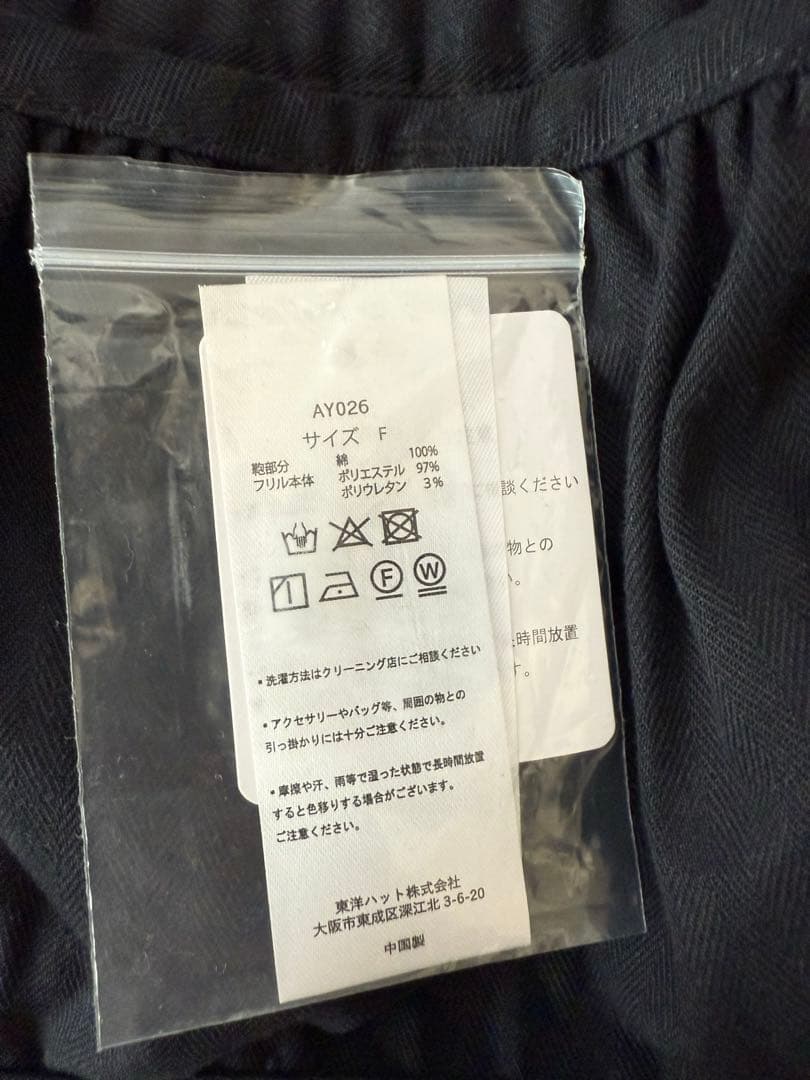 AY026
サイズ F
鞄部分 綿 100%
フリル本体 ポリエステル 97%
ポリウレタン 3%
F W
・洗濯方法はクリーニング店にご相談ください
・アクセサリーやバッグ等、周囲の物との
引っ掛かりには十分ご注意ください。
・摩擦や汗、雨等で湿った状態で長時間放置
すると色移りする場合がございます。
ご注意ください。
東洋ハット株式会社
大阪市東成区深江北 3-6-20
中国製
談ください
物との
い。
時間放置
す。